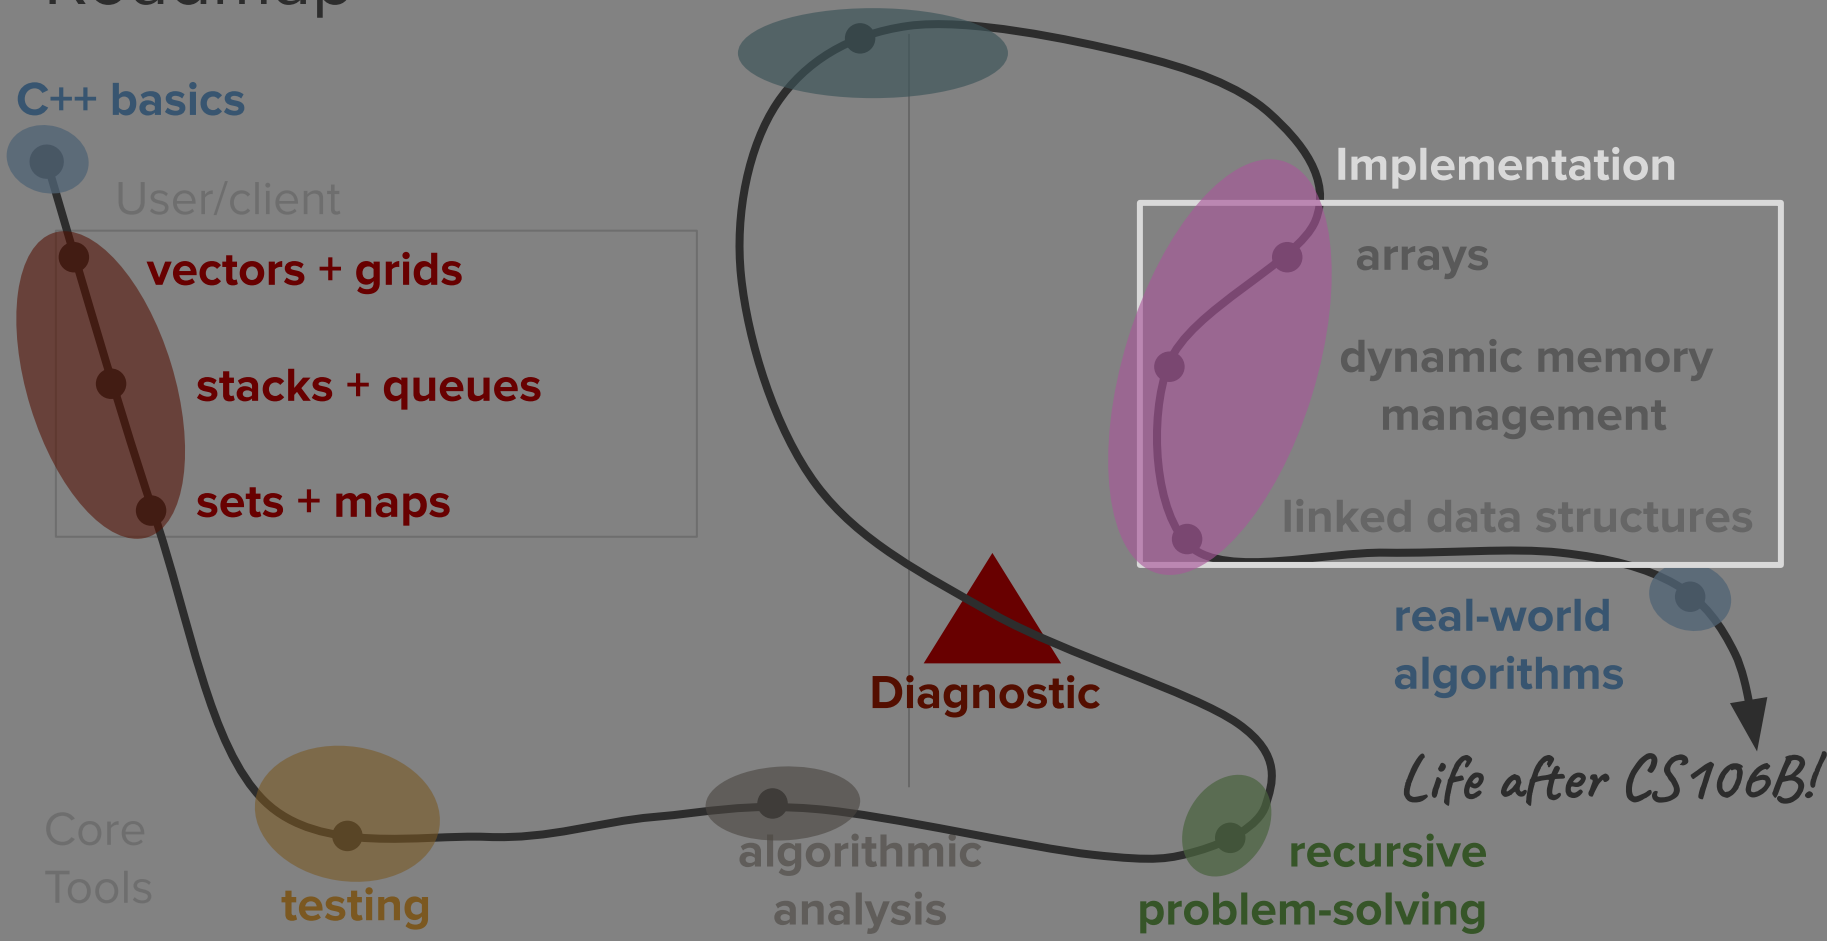 Roadmap
C++ basics
User/client
vectors + grids
stacks + queues
sets + maps
Core
Tools
testing
algorithmic
analysis
recursive
problem-solving
Diagnostic
Implementation
arrays
dynamic memory
management
linked data structures
real-world
algorithms
Life after CS106B!